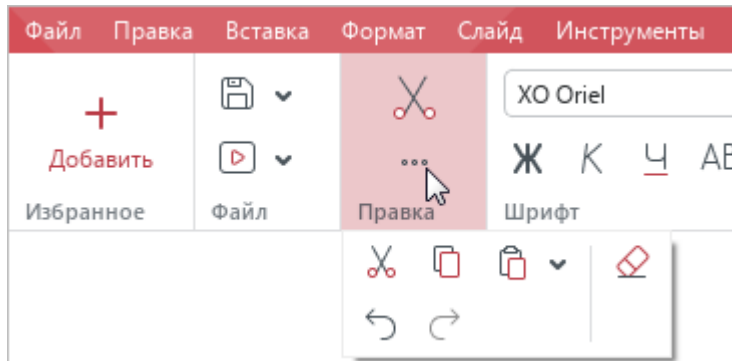 Файл Правка Вставка Формат Слайд Инструменты
XO Oriel
Добавить Ж К Ч АВ
Избранное Файл Правка Шрифт